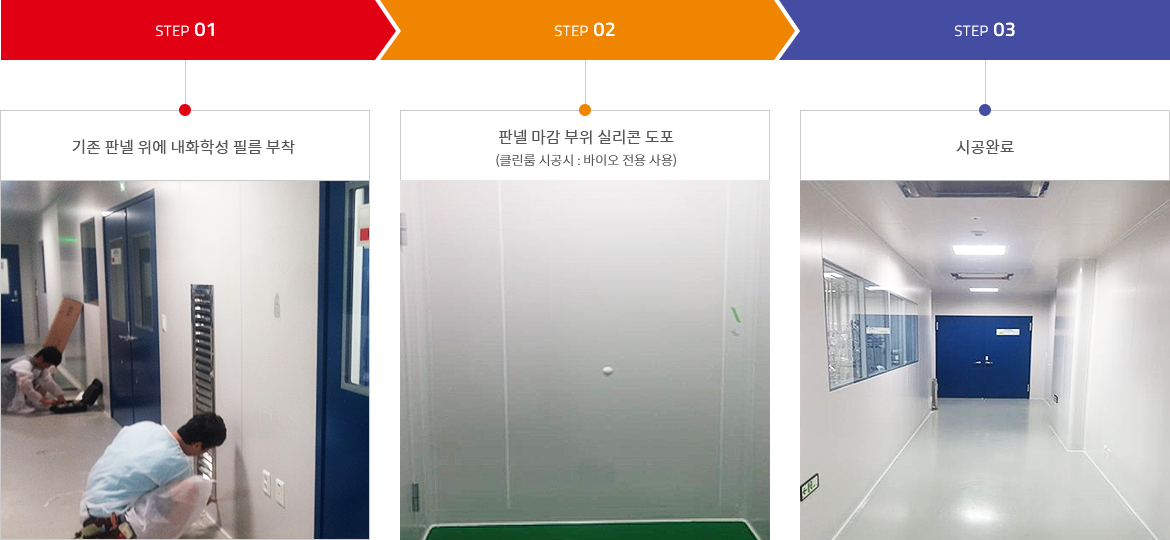 STEP 01
STEP 02
STEP 03
기존 판넬 위에 내화학성 필름 부착
판넬 마감 부위 실리콘 도포
(클린룸 시공시 : 바이오 전용 사용)
시공완료